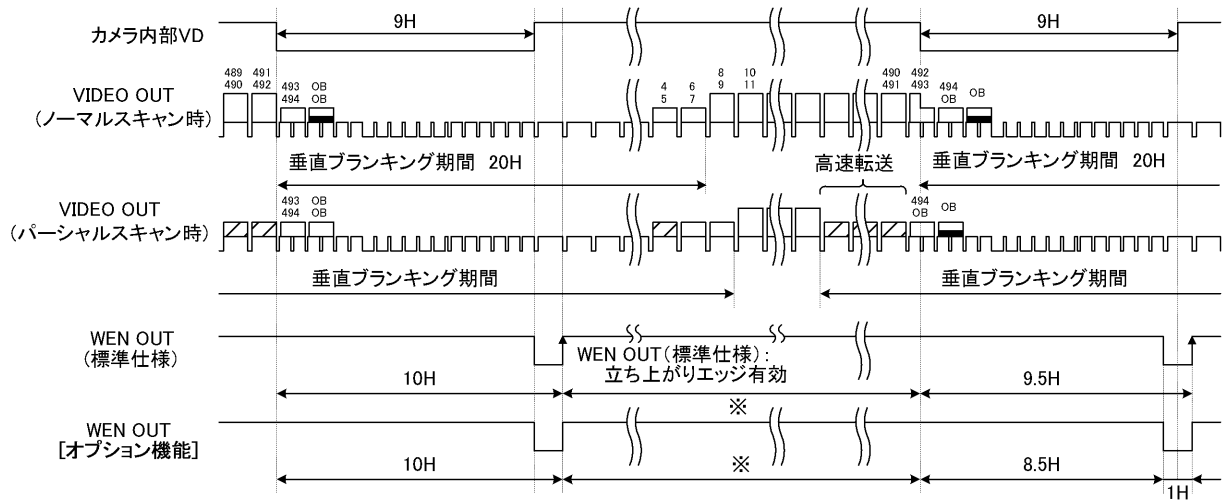 9H 9H
カメラ内部VD
489 491 8 10 490 492
490 492 493 OB 4 6 9 11 491 493 494 OB
494 OB 5 7 OB
VIDEO OUT
(ノーマルスキャン時)
垂直ブランキング期間 20H 高速転送 垂直ブランキング期間 20H
493 OB 494 OB
494 OB OB
VIDEO OUT
(パーシャルスキャン時)
垂直ブランキング期間 垂直ブランキング期間
WEN OUT
(標準仕様)
WEN OUT(標準仕様):
立ち上がりエッジ有効
10H ※ 9.5H
WEN OUT
[オプション機能]
10H ※ 8.5H
1H